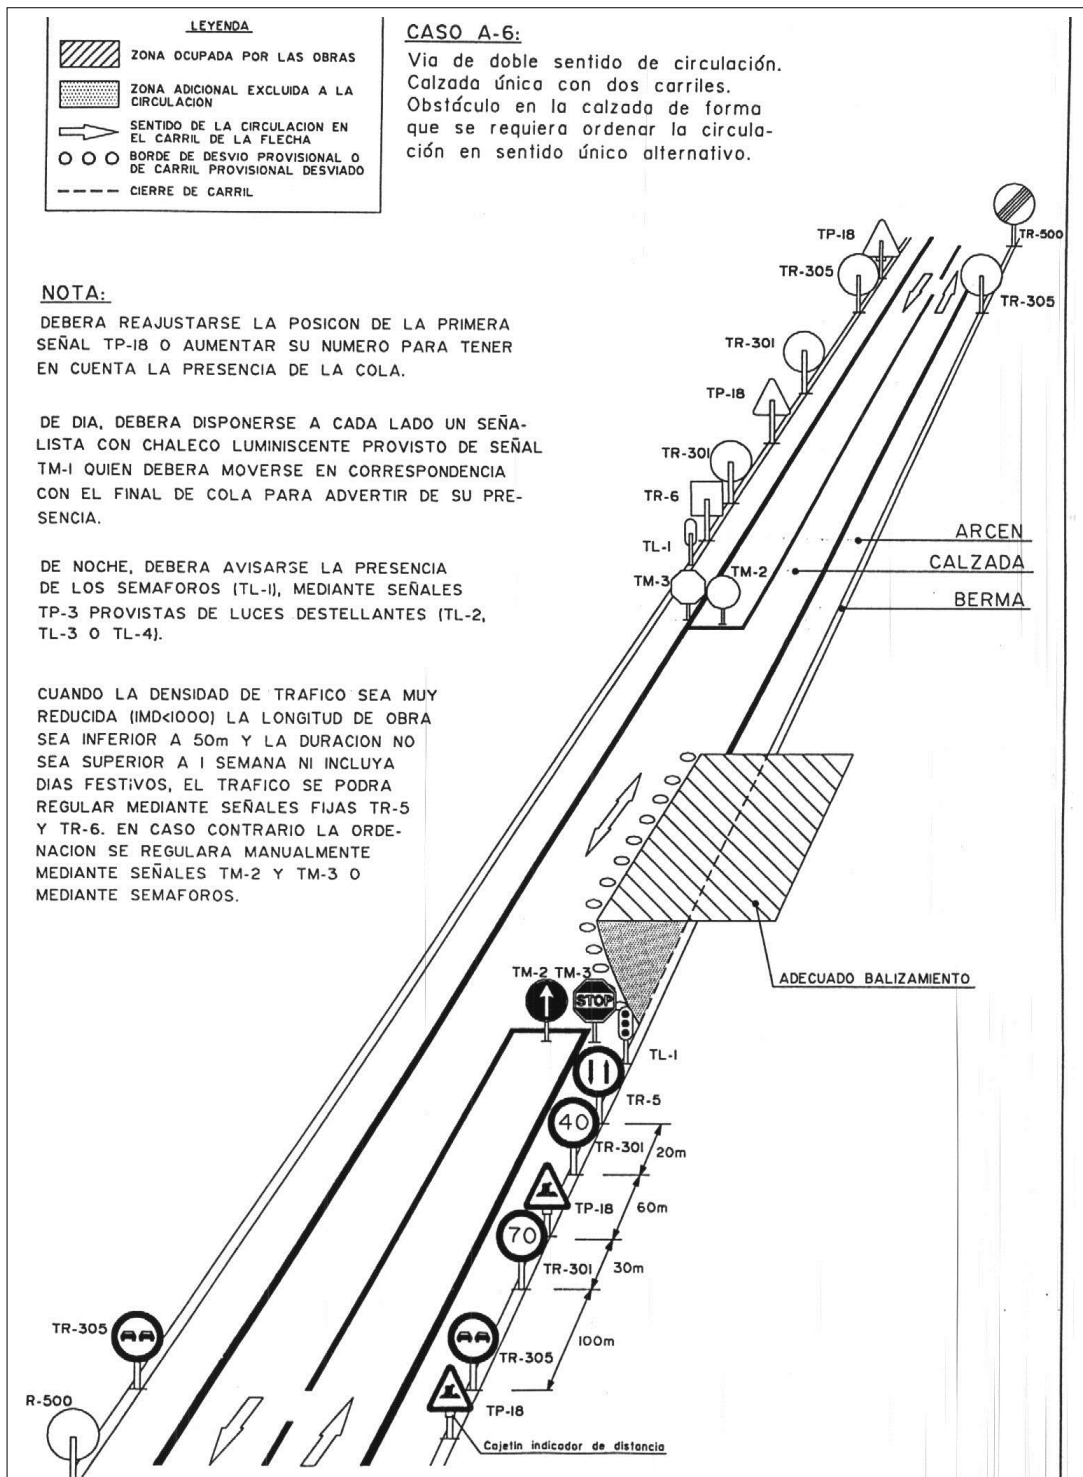 LEYENDA
ZONA OCUPADA POR LAS OBRAS
ZONA ADICIONAL EXCLUIDA A LA
CIRCULACION
SENTIDO DE LA CIRCULACION EN
EL CARRIL DE LA FLECHA
BORDE DE DESVIO PROVISIONAL O
DE CARRIL PROVISIONAL DESVIADO
CIERRE DE CARRIL
CASO A-6:
Via de doble sentido de circulación.
Calzada única con dos carriles.
Obstáculo en la calzada de forma
que se requiera ordenar la circula-
ción en sentido único alternativo.
NOTA:
DEBERA REAJUSTARSE LA POSICON DE LA PRIMERA
SEÑAL TP-18 O AUMENTAR SU NUMERO PARA TENER
EN CUENTA LA PRESENCIA DE LA COLA.
DE DIA, DEBERA DISPONERSE A CADA LADO UN SEÑA-
LISTA CON CHALECO LUMINISCENTE PROVISTO DE SEÑAL
TM-1 QUIEN DEBERA MOVERSE EN CORRESPONDENCIA
CON EL FINAL DE COLA PARA ADVERTIR DE SU PRE-
SENCIA.
DE NOCHE, DEBERA AVISARSE LA PRESENCIA
DE LOS SEMAFOROS (TL-1), MEDIANTE SEÑALES
TP-3 PROVISTAS DE LUCES DESTELLANTES (TL-2,
TL-3 O TL-4).
CUANDO LA DENSIDAD DE TRAFICO SEA MUY
REDUCIDA (IMD<1000) LA LONGITUD DE OBRA
SEA INFERIOR A 50m Y LA DURACION NO
SEA SUPERIOR A 1 SEMANA NI INCLUYA
DIAS FESTIVOS, EL TRAFICO SE PODRA
REGULAR MEDIANTE SEÑALES FIJAS TR-5
Y TR-6. EN CASO CONTRARIO LA ORDE-
NACION SE REGULARA MANUALMENTE
MEDIANTE SEÑALES TM-2 Y TM-3 O
MEDIANTE SEMAFOROS.
TP-18
TR-500
TR-305
TR-305
TR-301
TP-18
TR-301
TR-6
TL-1
TM-3
TM-2
ARCEN
CALZADA
BERMA
ADECUADO BALIZAMIENTO
TM-2 TM-3
STOP
TL-1
TR-5
40
TR-301
20m
TP-18
60m
70
TR-301
30m
TR-305
100m
TR-305
R-500
TP-18
Cajetín indicador de distancia